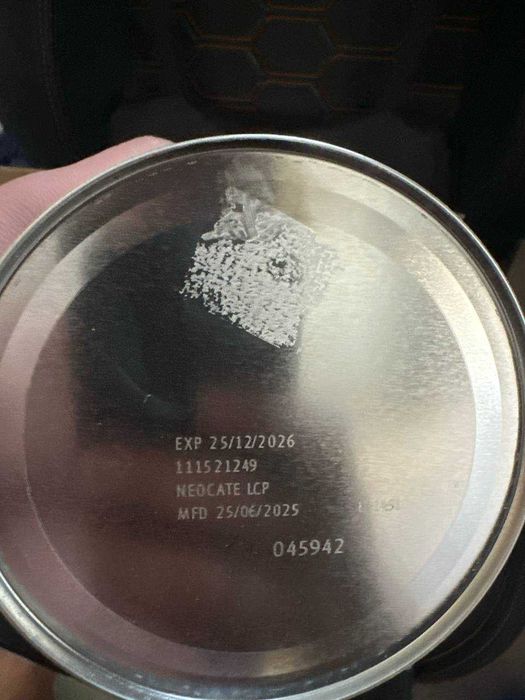 EXP 25/12/2026
111521249
NEOCATE LCP
MFD 25/06/2025
045942